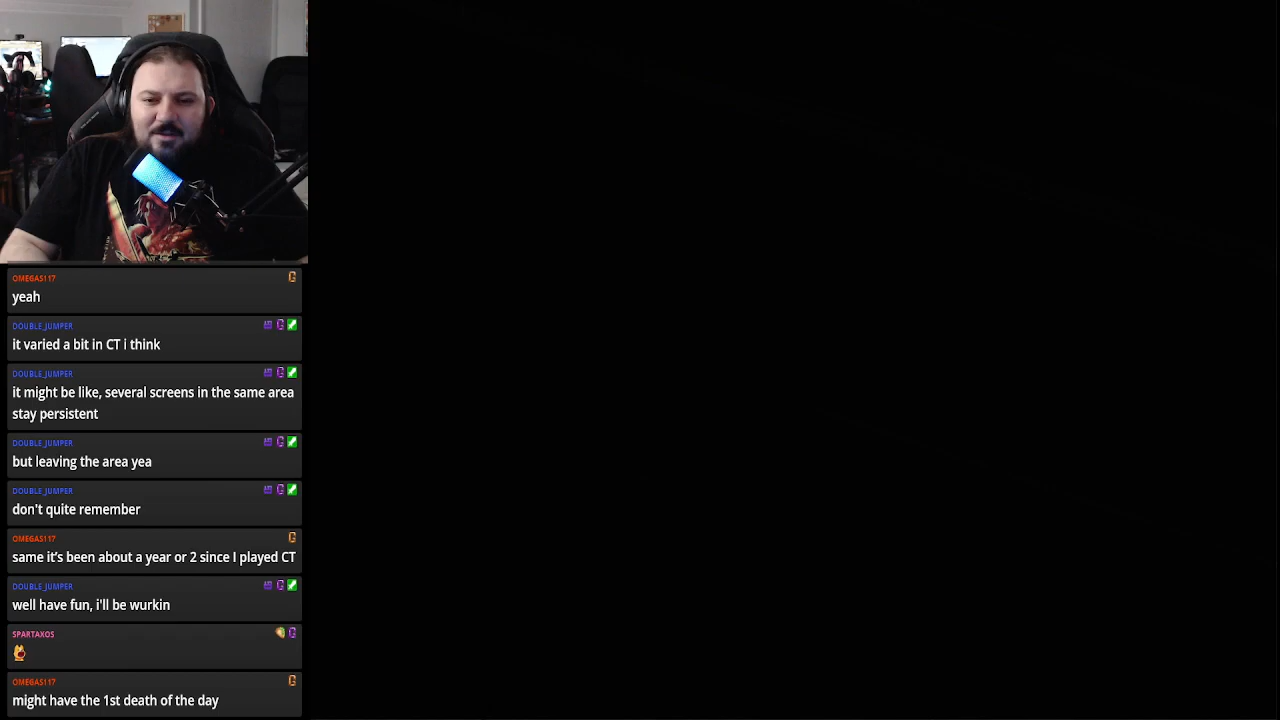 OMEGAS117
yeah
DOUBLE_JUMPER
it varied a bit in CT i think
DOUBLE_JUMPER
it might be like, several screens in the same area
stay persistent
DOUBLE_JUMPER
but leaving the area yea
DOUBLE_JUMPER
don't quite remember
OMEGAS117
same it's been about a year or 2 since I played CT
DOUBLE_JUMPER
well have fun, i'll be wurkin
SPARTAXOS
OMEGAS117
might have the 1st death of the day